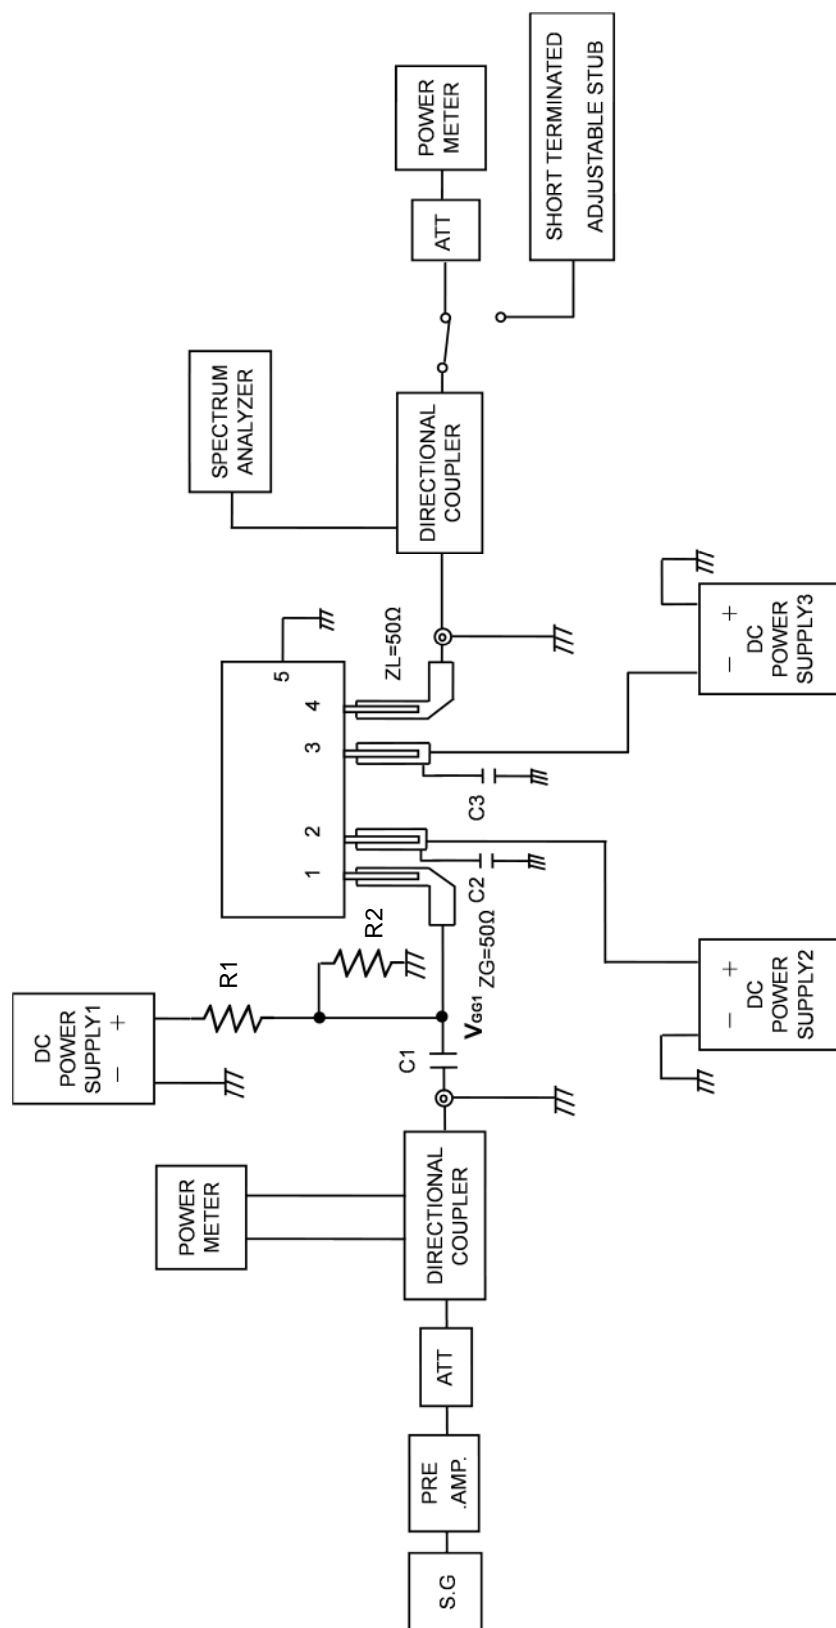 S.G
PRE
.AMP.
ATT
DIRECTIONAL
COUPLER
POWER
METER
DC
POWER
SUPPLY1
− +
R1
R2
C1
VGG1
ZG=50Ω
1
2
3
4
5
C2
C3
ZL=50Ω
DC
POWER
SUPPLY2
− +
DC
POWER
SUPPLY3
− +
DIRECTIONAL
COUPLER
SPECTRUM
ANALYZER
ATT
POWER
METER
SHORT TERMINATED
ADJUSTABLE STUB